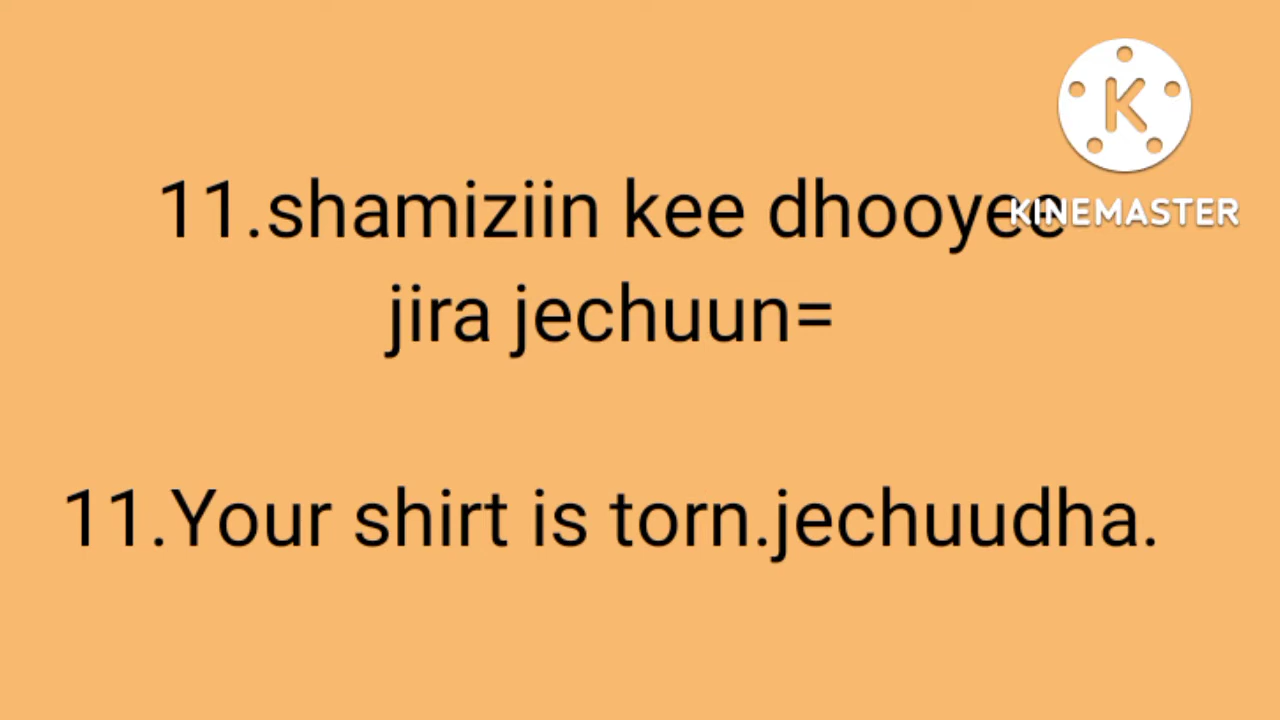 11.shamiziin kee dhooyee
KINEMASTER
jira jechuun=
11.Your shirt is torn.jechuudha.